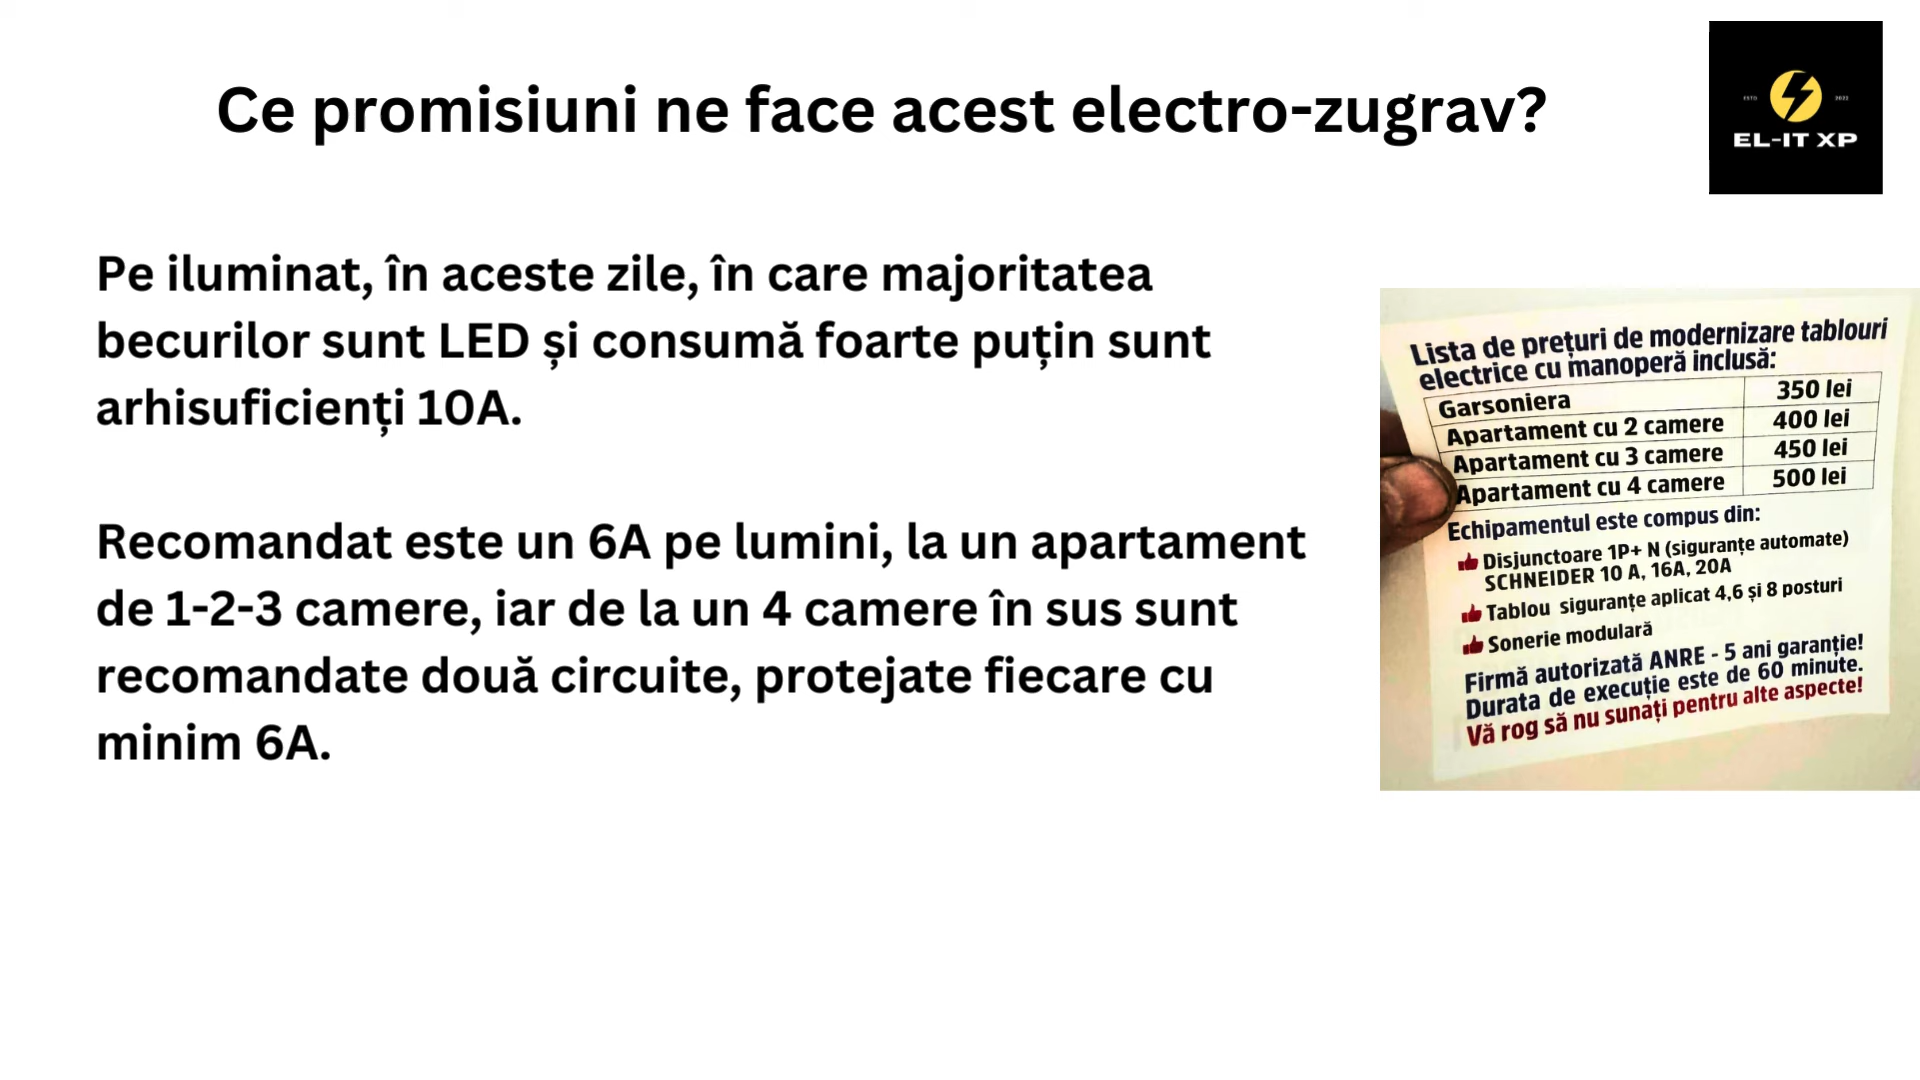 Ce promisiuni ne face acest electro-zugrav?
ESTD 2022
EL-IT XP
Pe iluminat, în aceste zile, în care majoritatea
becurilor sunt LED și consumă foarte puțin sunt
arhisuficienți 10A.
Recomandat este un 6A pe lumini, la un apartament
de 1-2-3 camere, iar de la un 4 camere în sus sunt
recomandate două circuite, protejate fiecare cu
minim 6A.
Lista de prețuri de modernizare tablouri
electrice cu manoperă inclusă:
Garsoniera 350 lei
Apartament cu 2 camere 400 lei
Apartament cu 3 camere 450 lei
Apartament cu 4 camere 500 lei
Echipamentul este compus din:
Disjunctoare 1P+ N (siguranțe automate)
SCHNEIDER 10 A, 16A, 20A
Tablou siguranțe aplicat 4,6 și 8 posturi
Sonerie modulară
Firmă autorizată ANRE - 5 ani garanție!
Durata de execuție este de 60 minute.
Vă rog să nu sunați pentru alte aspecte!